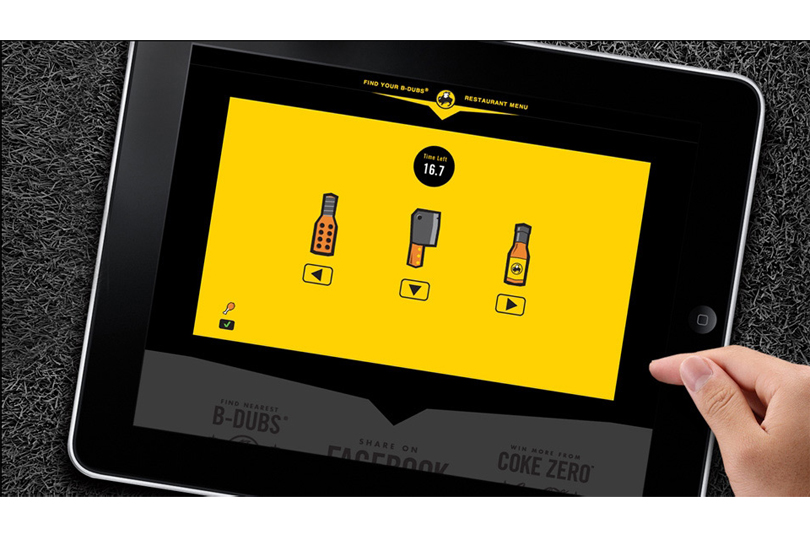 FIND YOUR B-DUBS®
RESTAURANT MENU
Time Left
16.7
FIND NEAREST
B-DUBS®
SHARE ON
FACEBOOK
WIN MORE FROM
COKE ZERO™